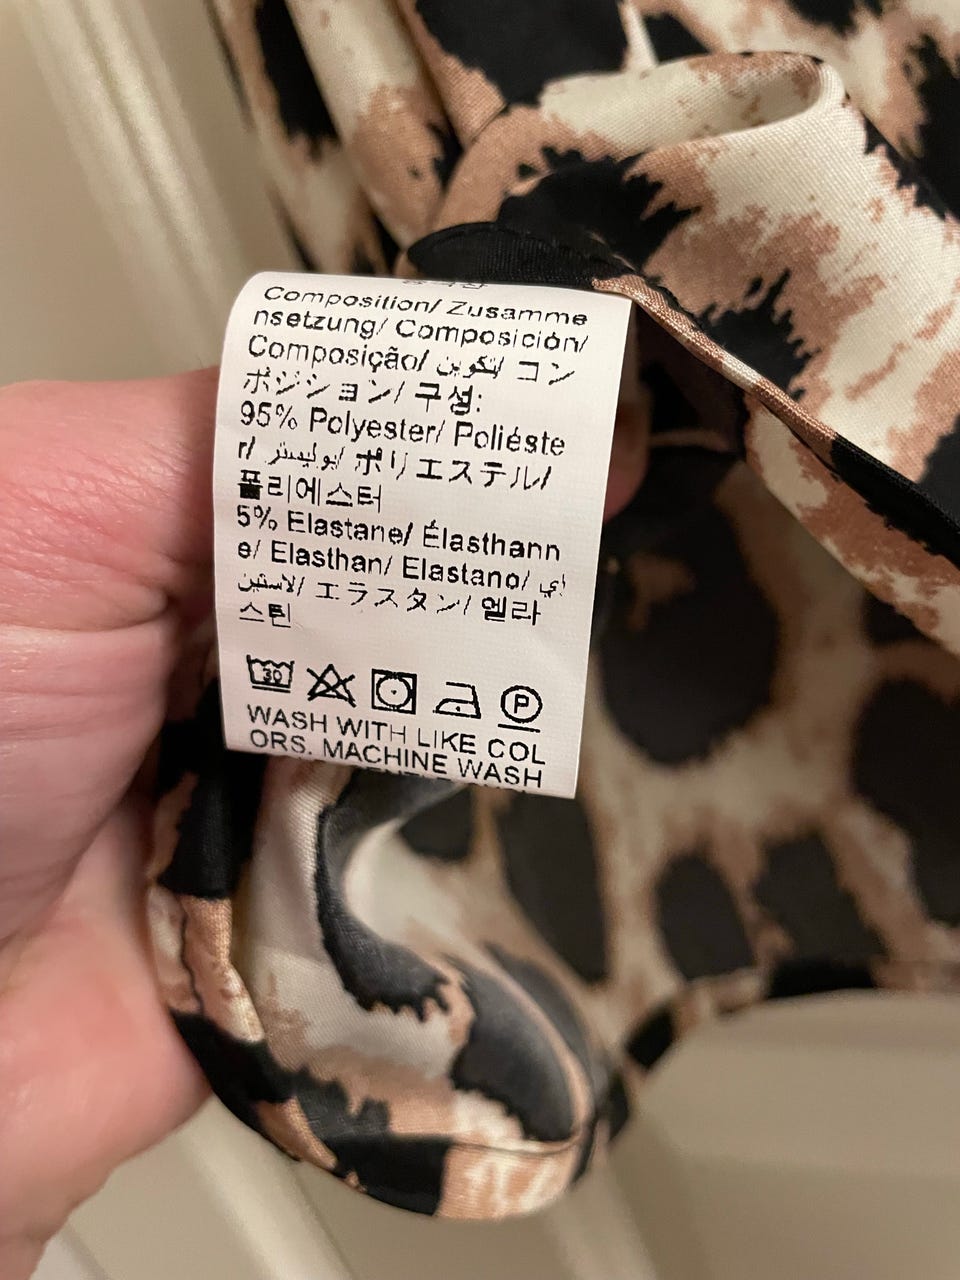 Composition/ Zusamme
nsetzung/ Composición/
Composição/ التكوين/ コン
ポジション/ 구성:
95% Polyester/ Poliéste
r/ بوليستر/ ポリエステル/
폴리에스터
5% Elastane/ Élasthann
e/ Elasthan/ Elastano/ إي
لاستين/ エラスタン/ 엘라
스틴
30
P
WASH WITH LIKE COL
ORS. MACHINE WASH